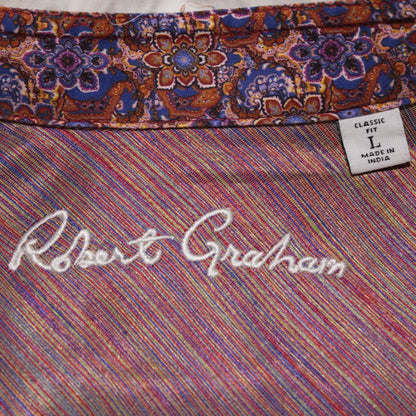 CLASSIC
FIT
L
MADE IN
INDIA
Robert Graham